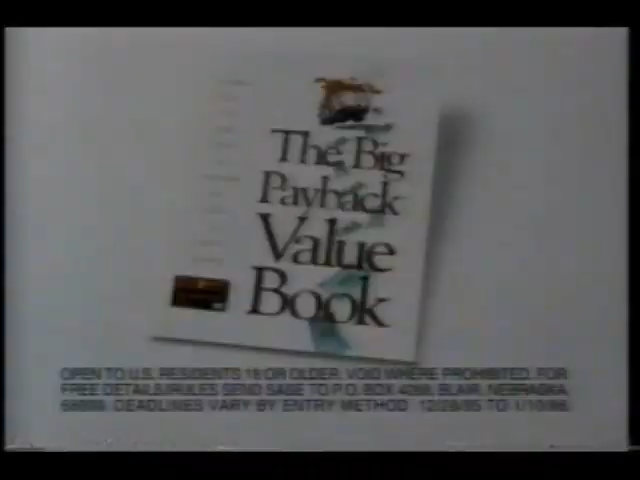 The Big
Payback
Value
Book
OPEN TO U.S. RESIDENTS 18 OR OLDER. VOID WHERE PROHIBITED. FOR
FREE DETAILS/RULES SEND SASE TO P.O. BOX BLAIR, NEBRASKA
DEADLINES VARY BY ENTRY METHOD TO